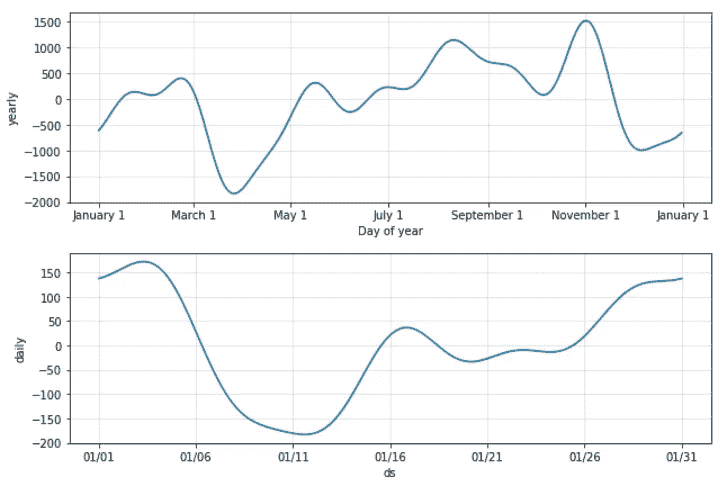 1500
1000
500
0
−500
−1000
−1500
−2000
yearly
January 1 March 1 May 1 July 1 September 1 November 1 January 1
Day of year
150
100
50
0
−50
−100
−150
−200
daily
01/01 01/06 01/11 01/16 01/21 01/26 01/31
ds